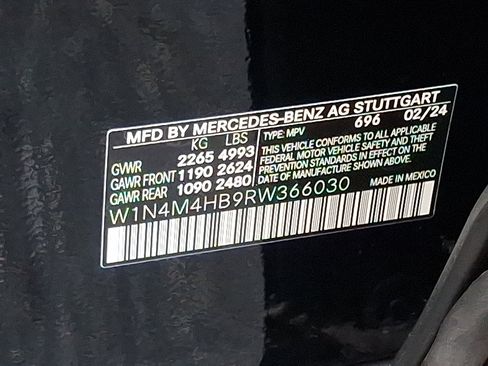 MFD BY MERCEDES-BENZ AG STUTTGART
KG LBS TYPE: MPV 696 02/24
GVWR 2265 4993
GAWR FRONT 1190 2624
GAWR REAR 1090 2480
THIS VEHICLE CONFORMS TO ALL APPLICABLE
FEDERAL MOTOR VEHICLE SAFETY AND THEFT
PREVENTION STANDARDS IN EFFECT ON THE
DATE OF MANUFACTURE SHOWN ABOVE.
W1N4M4HB9RW366030 MADE IN MEXICO